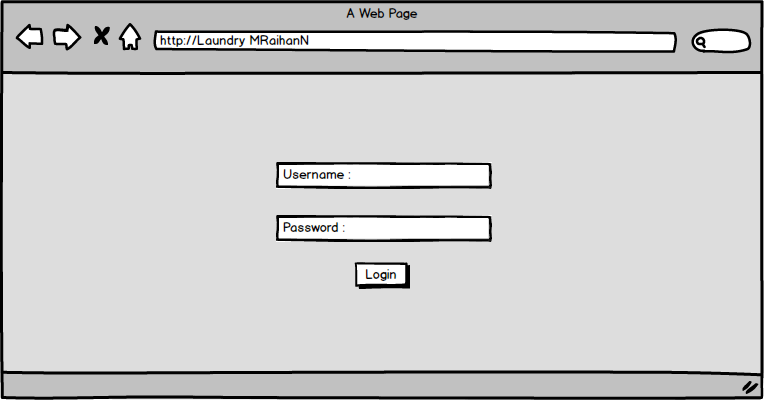 A Web Page
http://Laundry MRaihanN
Username :
Password :
Login